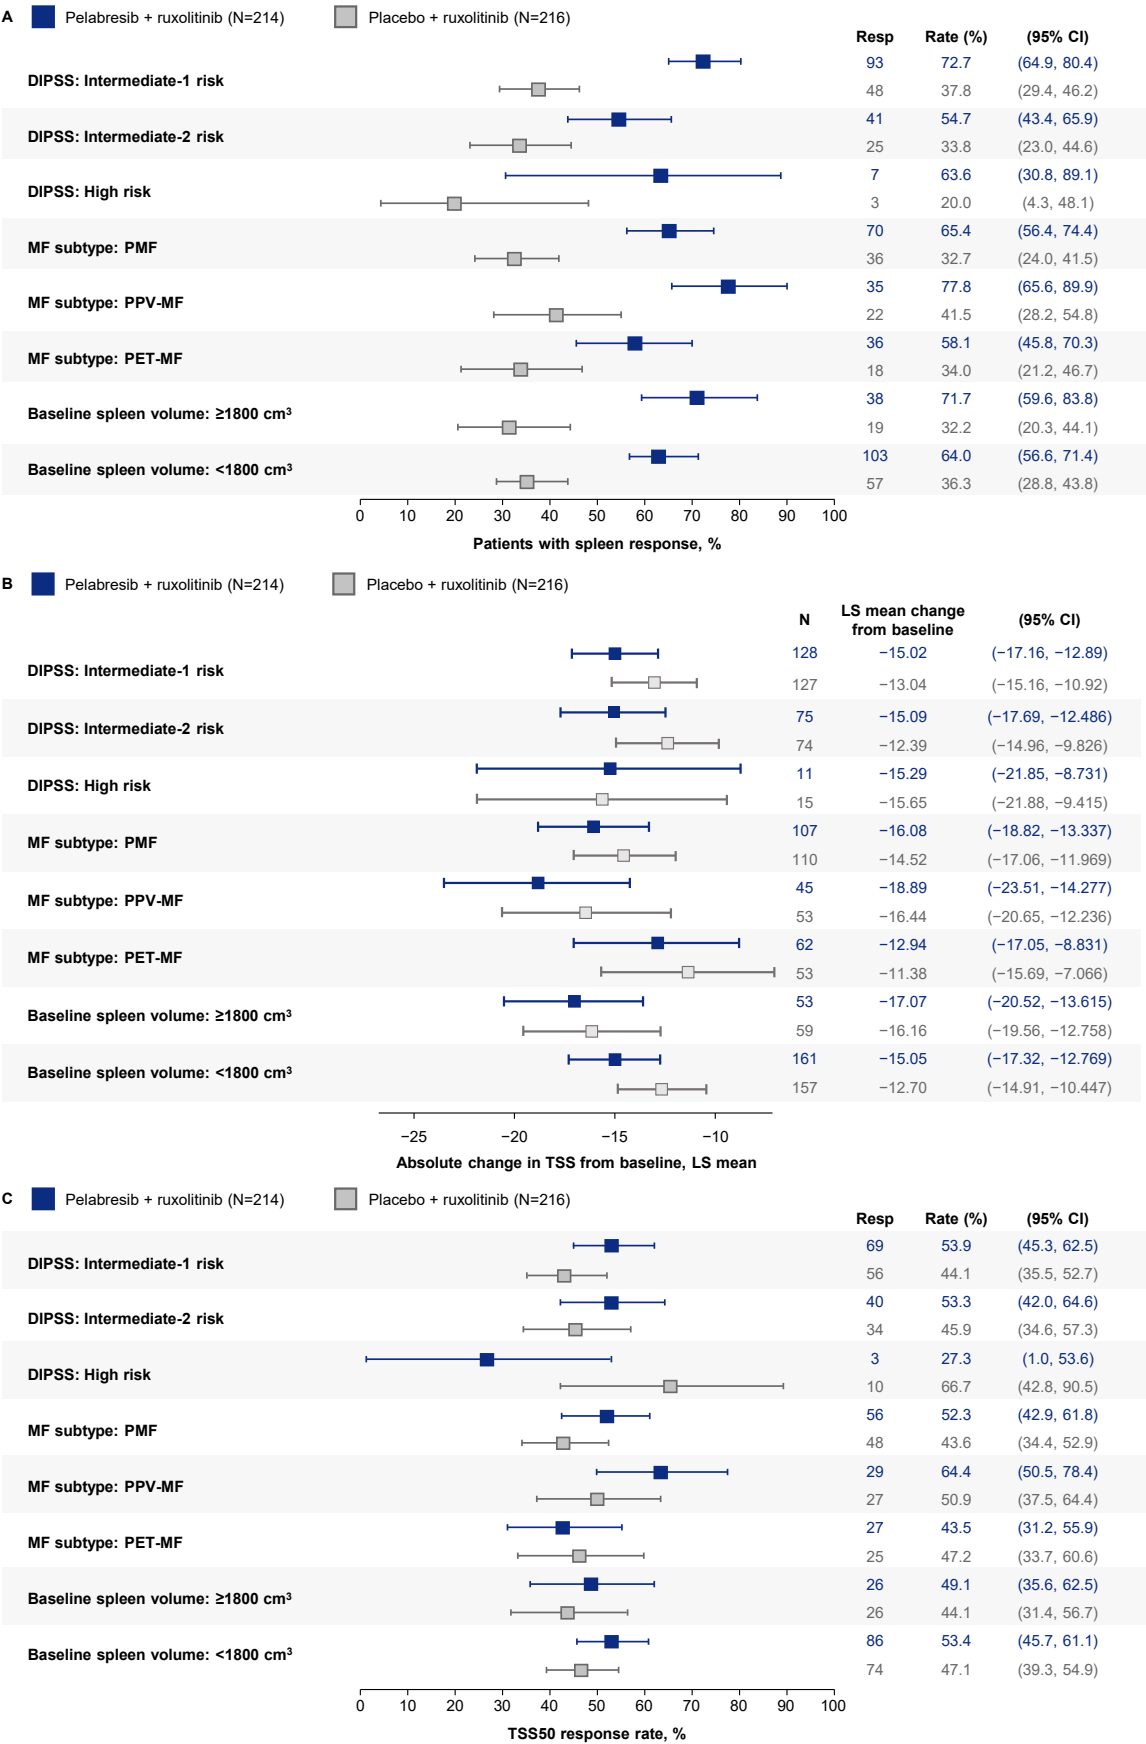 A Pelabresib + ruxolitinib (N=214) Placebo + ruxolitinib (N=216)
Resp Rate (%) (95% CI)
DIPSS: Intermediate-1 risk
93 72.7 (64.9, 80.4)
48 37.8 (29.4, 46.2)
DIPSS: Intermediate-2 risk
41 54.7 (43.4, 65.9)
25 33.8 (23.0, 44.6)
DIPSS: High risk
7 63.6 (30.8, 89.1)
3 20.0 (4.3, 48.1)
MF subtype: PMF
70 65.4 (56.4, 74.4)
36 32.7 (24.0, 41.5)
MF subtype: PPV-MF
35 77.8 (65.6, 89.9)
22 41.5 (28.2, 54.8)
MF subtype: PET-MF
36 58.1 (45.8, 70.3)
18 34.0 (21.2, 46.7)
Baseline spleen volume: ≥1800 cm³
38 71.7 (59.6, 83.8)
19 32.2 (20.3, 44.1)
Baseline spleen volume: <1800 cm³
103 64.0 (56.6, 71.4)
57 36.3 (28.8, 43.8)
0 10 20 30 40 50 60 70 80 90 100
Patients with spleen response, %
B Pelabresib + ruxolitinib (N=214) Placebo + ruxolitinib (N=216)
N LS mean change from baseline (95% CI)
DIPSS: Intermediate-1 risk
128 −15.02 (−17.16, −12.89)
127 −13.04 (−15.16, −10.92)
DIPSS: Intermediate-2 risk
75 −15.09 (−17.69, −12.486)
74 −12.39 (−14.96, −9.826)
DIPSS: High risk
11 −15.29 (−21.85, −8.731)
15 −15.65 (−21.88, −9.415)
MF subtype: PMF
107 −16.08 (−18.82, −13.337)
110 −14.52 (−17.06, −11.969)
MF subtype: PPV-MF
45 −18.89 (−23.51, −14.277)
53 −16.44 (−20.65, −12.236)
MF subtype: PET-MF
62 −12.94 (−17.05, −8.831)
53 −11.38 (−15.69, −7.066)
Baseline spleen volume: ≥1800 cm³
53 −17.07 (−20.52, −13.615)
59 −16.16 (−19.56, −12.758)
Baseline spleen volume: <1800 cm³
161 −15.05 (−17.32, −12.769)
157 −12.70 (−14.91, −10.447)
−25 −20 −15 −10
Absolute change in TSS from baseline, LS mean
C Pelabresib + ruxolitinib (N=214) Placebo + ruxolitinib (N=216)
Resp Rate (%) (95% CI)
DIPSS: Intermediate-1 risk
69 53.9 (45.3, 62.5)
56 44.1 (35.5, 52.7)
DIPSS: Intermediate-2 risk
40 53.3 (42.0, 64.6)
34 45.9 (34.6, 57.3)
DIPSS: High risk
3 27.3 (1.0, 53.6)
10 66.7 (42.8, 90.5)
MF subtype: PMF
56 52.3 (42.9, 61.8)
48 43.6 (34.4, 52.9)
MF subtype: PPV-MF
29 64.4 (50.5, 78.4)
27 50.9 (37.5, 64.4)
MF subtype: PET-MF
27 43.5 (31.2, 55.9)
25 47.2 (33.7, 60.6)
Baseline spleen volume: ≥1800 cm³
26 49.1 (35.6, 62.5)
26 44.1 (31.4, 56.7)
Baseline spleen volume: <1800 cm³
86 53.4 (45.7, 61.1)
74 47.1 (39.3, 54.9)
0 10 20 30 40 50 60 70 80 90 100
TSS50 response rate, %